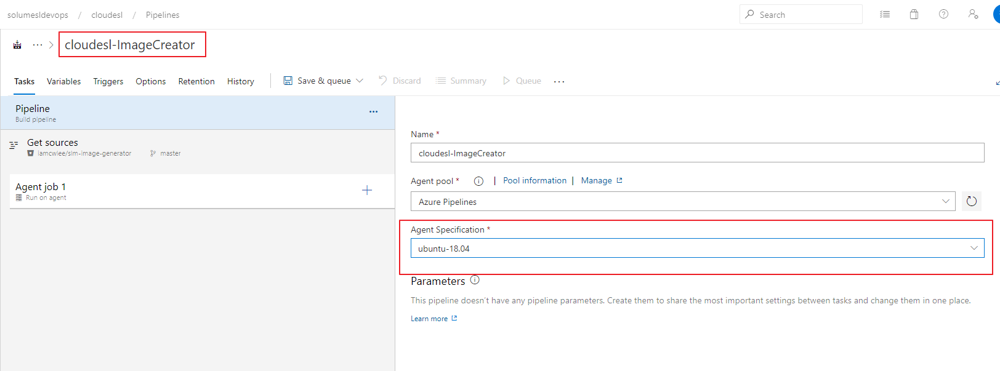 solumesldevops / cloudesl / Pipelines
Search
... > cloudesl-ImageCreator
Tasks Variables Triggers Options Retention History Save & queue Discard Summary Queue ...
Pipeline
Build pipeline
Get sources
iamcwlee/slm-image-generator master
Agent job 1
Run on agent
Name *
cloudesl-ImageCreator
Agent pool * | Pool information | Manage
Azure Pipelines
Agent Specification *
ubuntu-18.04
Parameters
This pipeline doesn't have any pipeline parameters. Create them to share the most important settings between tasks and change them in one place.
Learn more